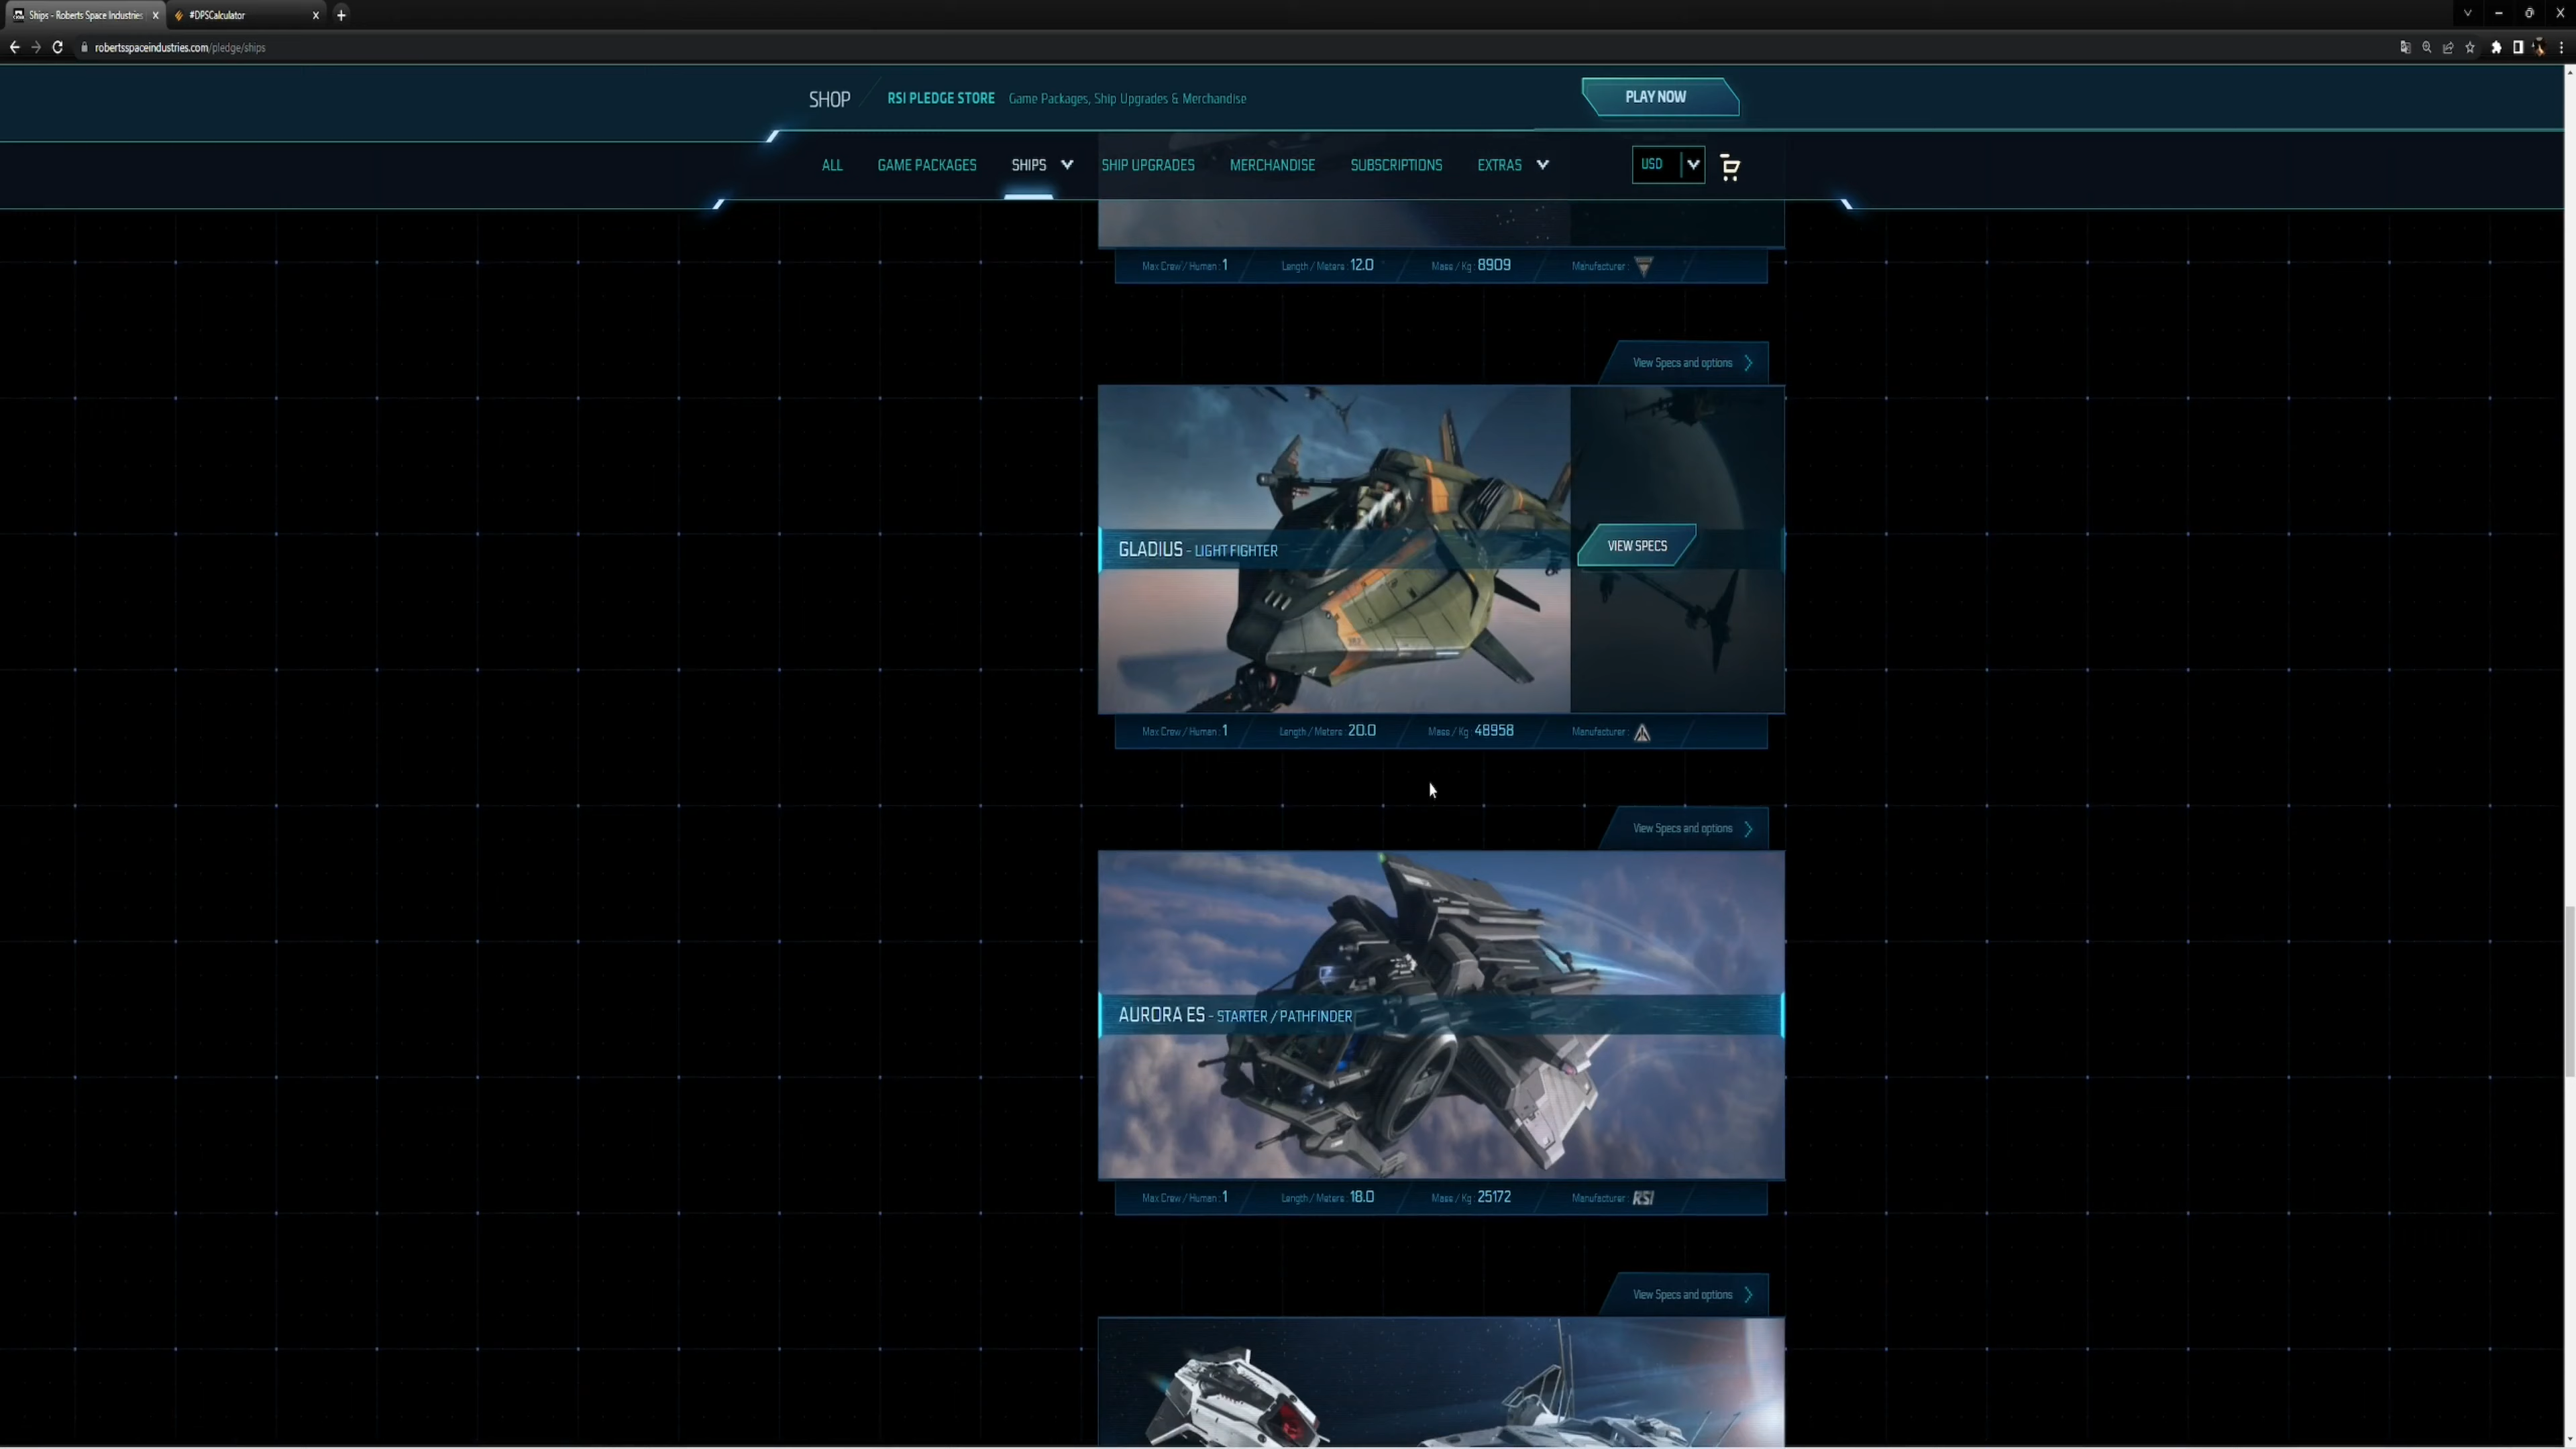 Ships - Roberts Space Industries
#DPSCalculator
robertsspaceindustries.com/pledge/ships
SHOP
RSI PLEDGE STORE
Game Packages, Ship Upgrades & Merchandise
PLAY NOW
ALL
GAME PACKAGES
SHIPS
SHIP UPGRADES
MERCHANDISE
SUBSCRIPTIONS
EXTRAS
USD
Max Crew / Human : 1
Length / Meters : 12.0
Mass / Kg : 8909
Manufacturer :
View Specs and options
GLADIUS - LIGHT FIGHTER
VIEW SPECS
Max Crew / Human : 1
Length / Meters : 20.0
Mass / Kg : 48958
Manufacturer :
View Specs and options
AURORA ES - STARTER / PATHFINDER
Max Crew / Human : 1
Length / Meters : 18.0
Mass / Kg : 25172
Manufacturer : RSI
View Specs and options